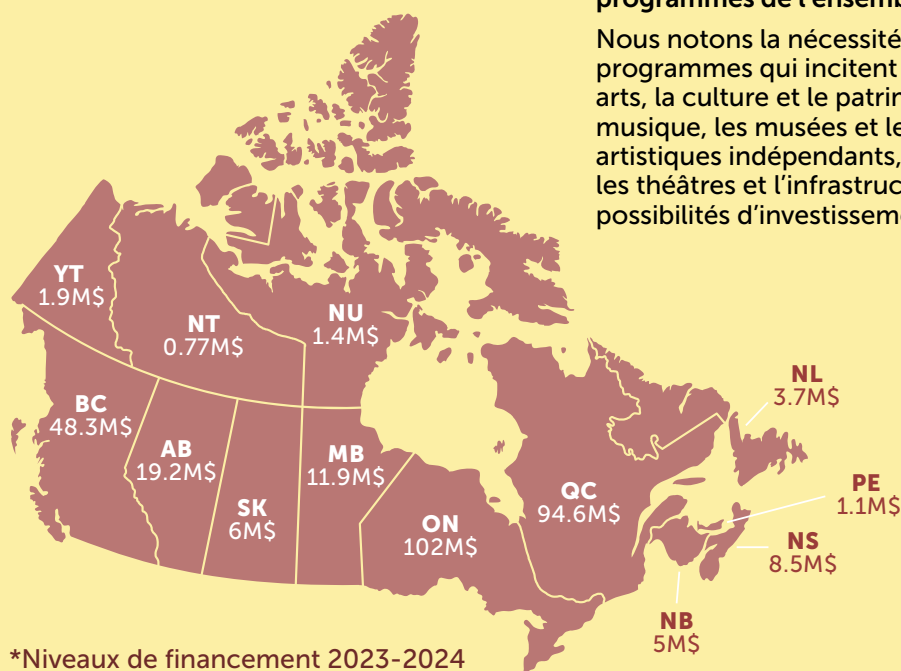 programmes de l'ensemb
Nous notons la nécessité
programmes qui incitent
arts, la culture et le patrin
musique, les musées et le
artistiques indépendants,
les théâtres et l'infrastruc
possibilités d'investisseme
YT
1.9M$
NT
0.77M$
NU
1.4M$
BC
48.3M$
AB
19.2M$
SK
6M$
MB
11.9M$
ON
102M$
QC
94.6M$
NL
3.7M$
PE
1.1M$
NS
8.5M$
NB
5M$
*Niveaux de financement 2023-2024